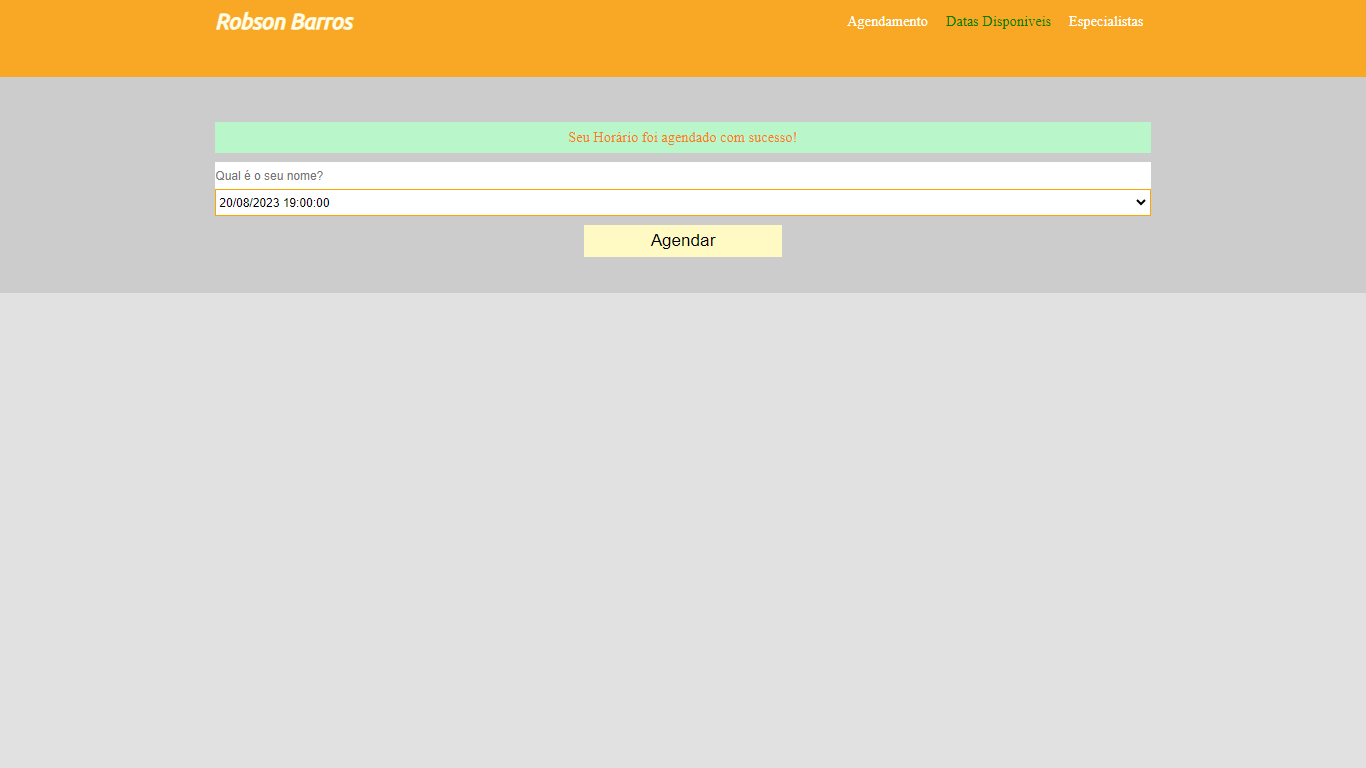 Robson Barros
Agendamento Datas Disponiveis Especialistas
Seu Horário foi agendado com sucesso!
Qual é o seu nome?
20/08/2023 19:00:00
Agendar